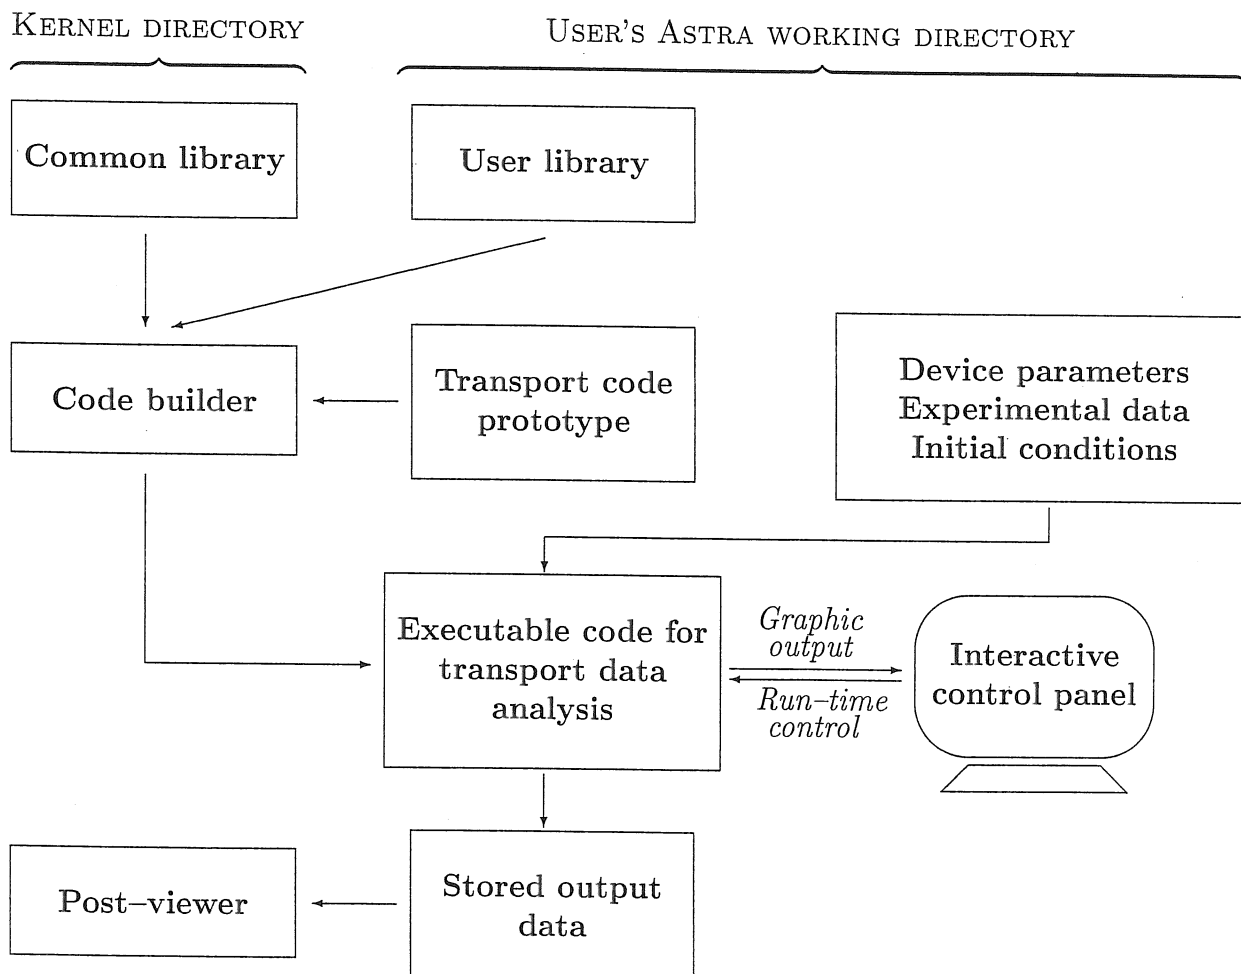 KERNEL DIRECTORY
USER'S ASTRA WORKING DIRECTORY
Common library
User library
Code builder
Transport code
prototype
Device parameters
Experimental data
Initial conditions
Executable code for
transport data
analysis
Graphic
output
Run–time
control
Interactive
control panel
Post–viewer
Stored output
data